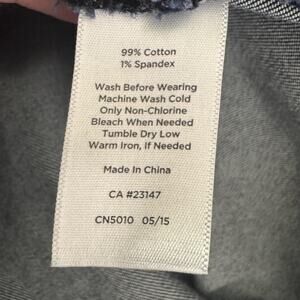 99% Cotton
1% Spandex
Wash Before Wearing
Machine Wash Cold
Only Non-Chlorine
Bleach When Needed
Tumble Dry Low
Warm Iron, if Needed
Made In China
CA #23147
CN5010 05/15